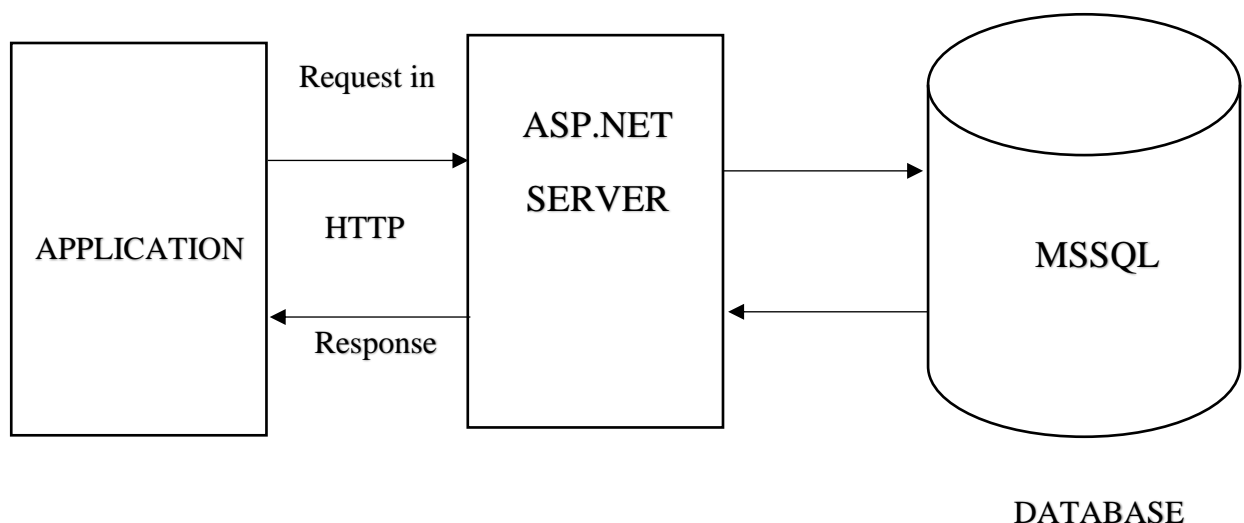 APPLICATION
Request in
HTTP
Response
ASP.NET
SERVER
MSSQL
DATABASE